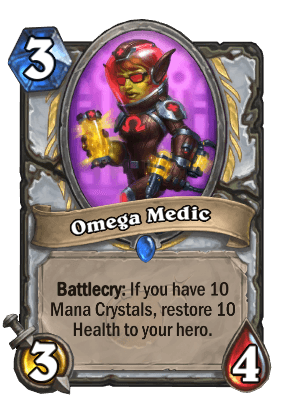 3
Omega Medic
Battlecry: If you have 10
Mana Crystals, restore 10
Health to your hero.
3
4